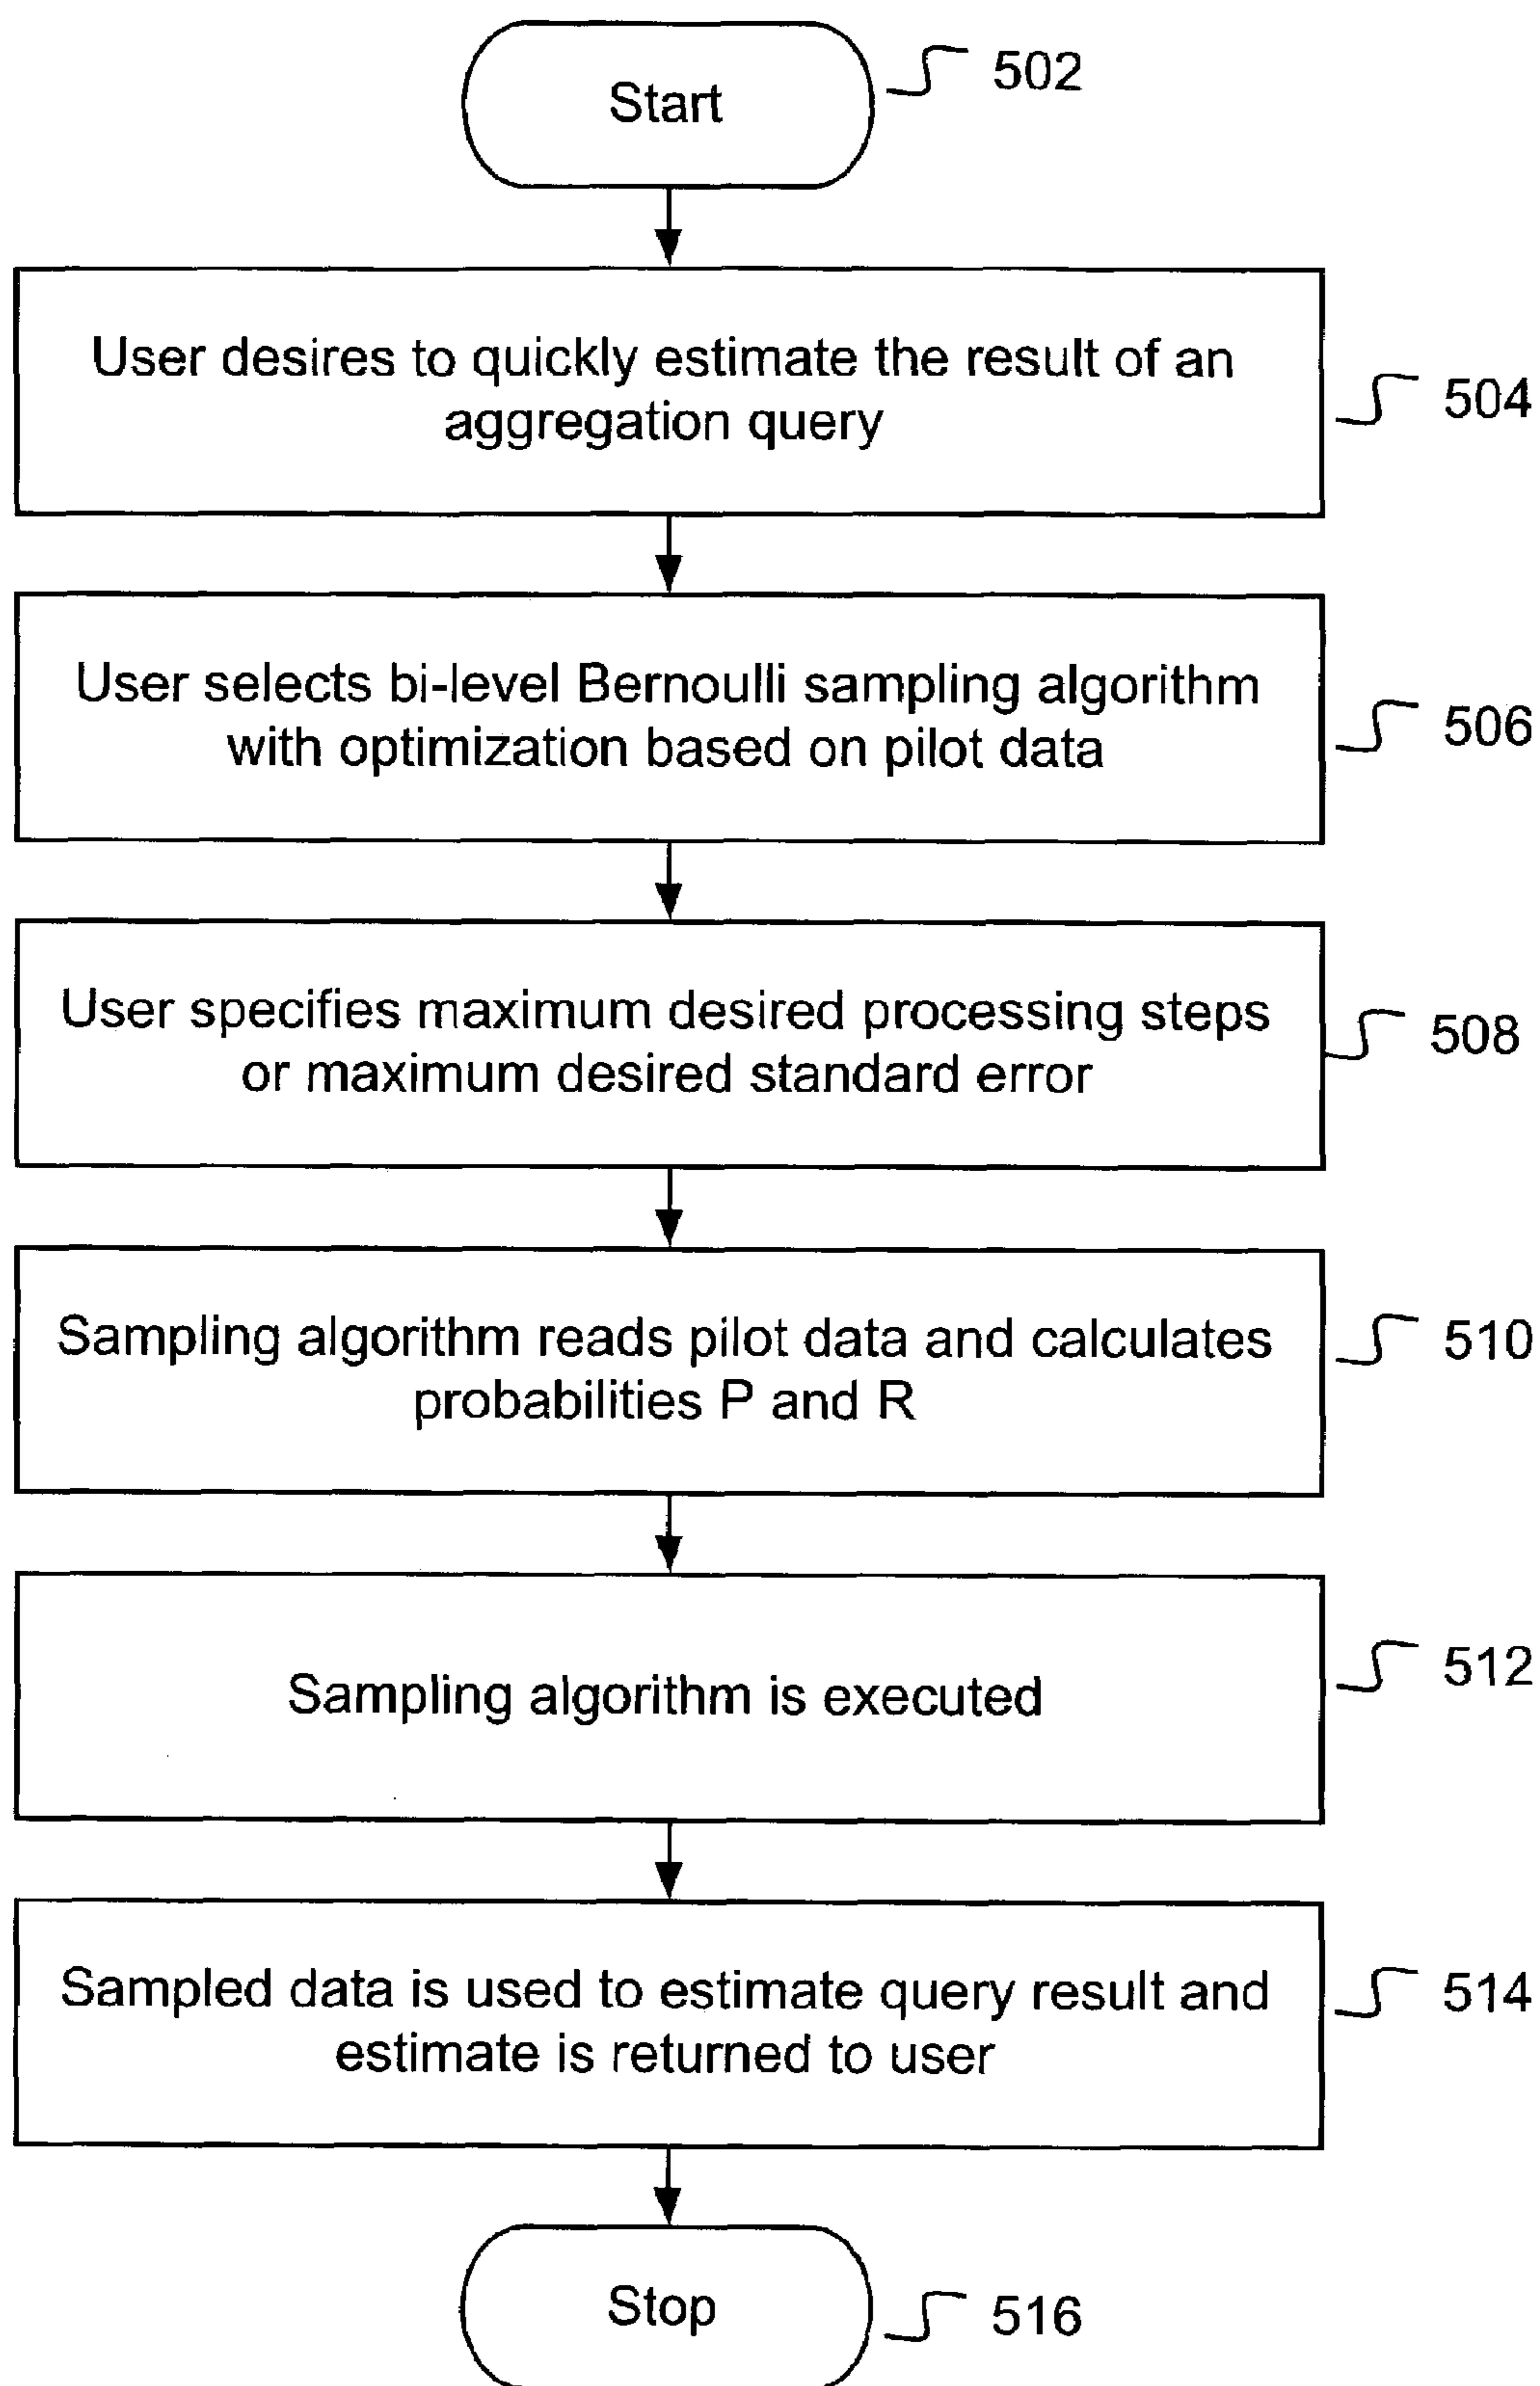 Start
502
User desires to quickly estimate the result of an
aggregation query
504
User selects bi-level Bernoulli sampling algorithm
with optimization based on pilot data
506
User specifies maximum desired processing steps
or maximum desired standard error
508
Sampling algorithm reads pilot data and calculates
probabilities P and R
510
Sampling algorithm is executed
512
Sampled data is used to estimate query result and
estimate is returned to user
514
Stop
516